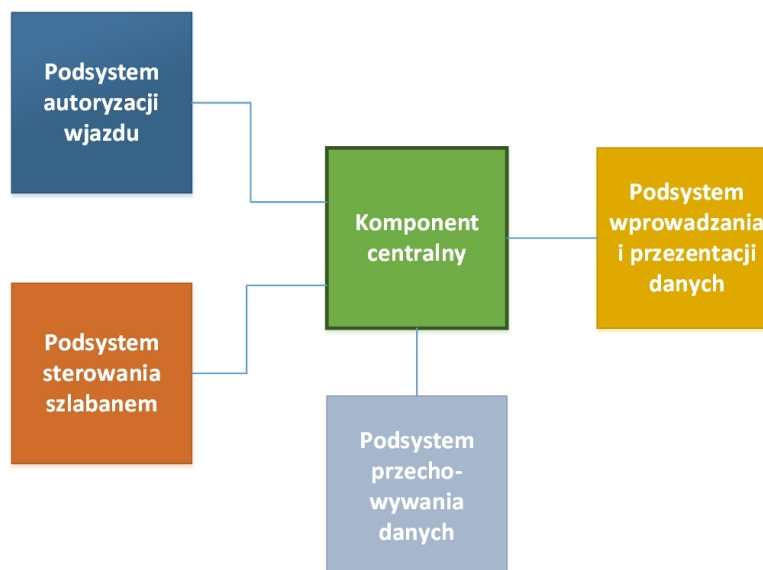 Podsystem
autoryzacji
wjazdu
Komponent
centralny
Podsystem
wprowadzania
i przezentacji
danych
Podsystem
sterowania
szlabanem
Podsystem
przecho-
wywania
danych